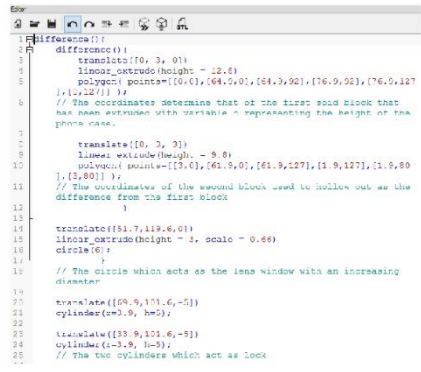 Editor
1 difference(){
2 difference(){
3 translate([0, 3, 0])
4 linear_extrude(height = 12.8)
5 polygon( points=[[0,0],[64.9,0],[64.9,92],[76.9,92],[76.9,127
],[0,127]] );
6 // The coordinates determine that of the first soid block that
has been extruded with variable representing the height of the
phone case.
8 translate([0, 3, 3])
9 linear_extrude(height = 9.8)
10 polygon( points=[[3,0],[61.9,0],[61.9,127],[1.9,127],[1.9,80
],[3,80]] );
11 // The coordinates of the second block used to hollow out as the
difference from the first block
12 }
13
14 translate([51.7,119.6,0])
15 linear_extrude(height = 3, scale = 0.66)
16 circle(6);
17 }
18 // The circle which acts as the lens window with an increasing
diameter
19
20 translate([69.9,101.6,-5])
21 cylinder(r=3.9, h=5);
22
23 translate([33.9,101.6,-5])
24 cylinder(r=3.9, h=5);
25 // The two cylinders which act as lock